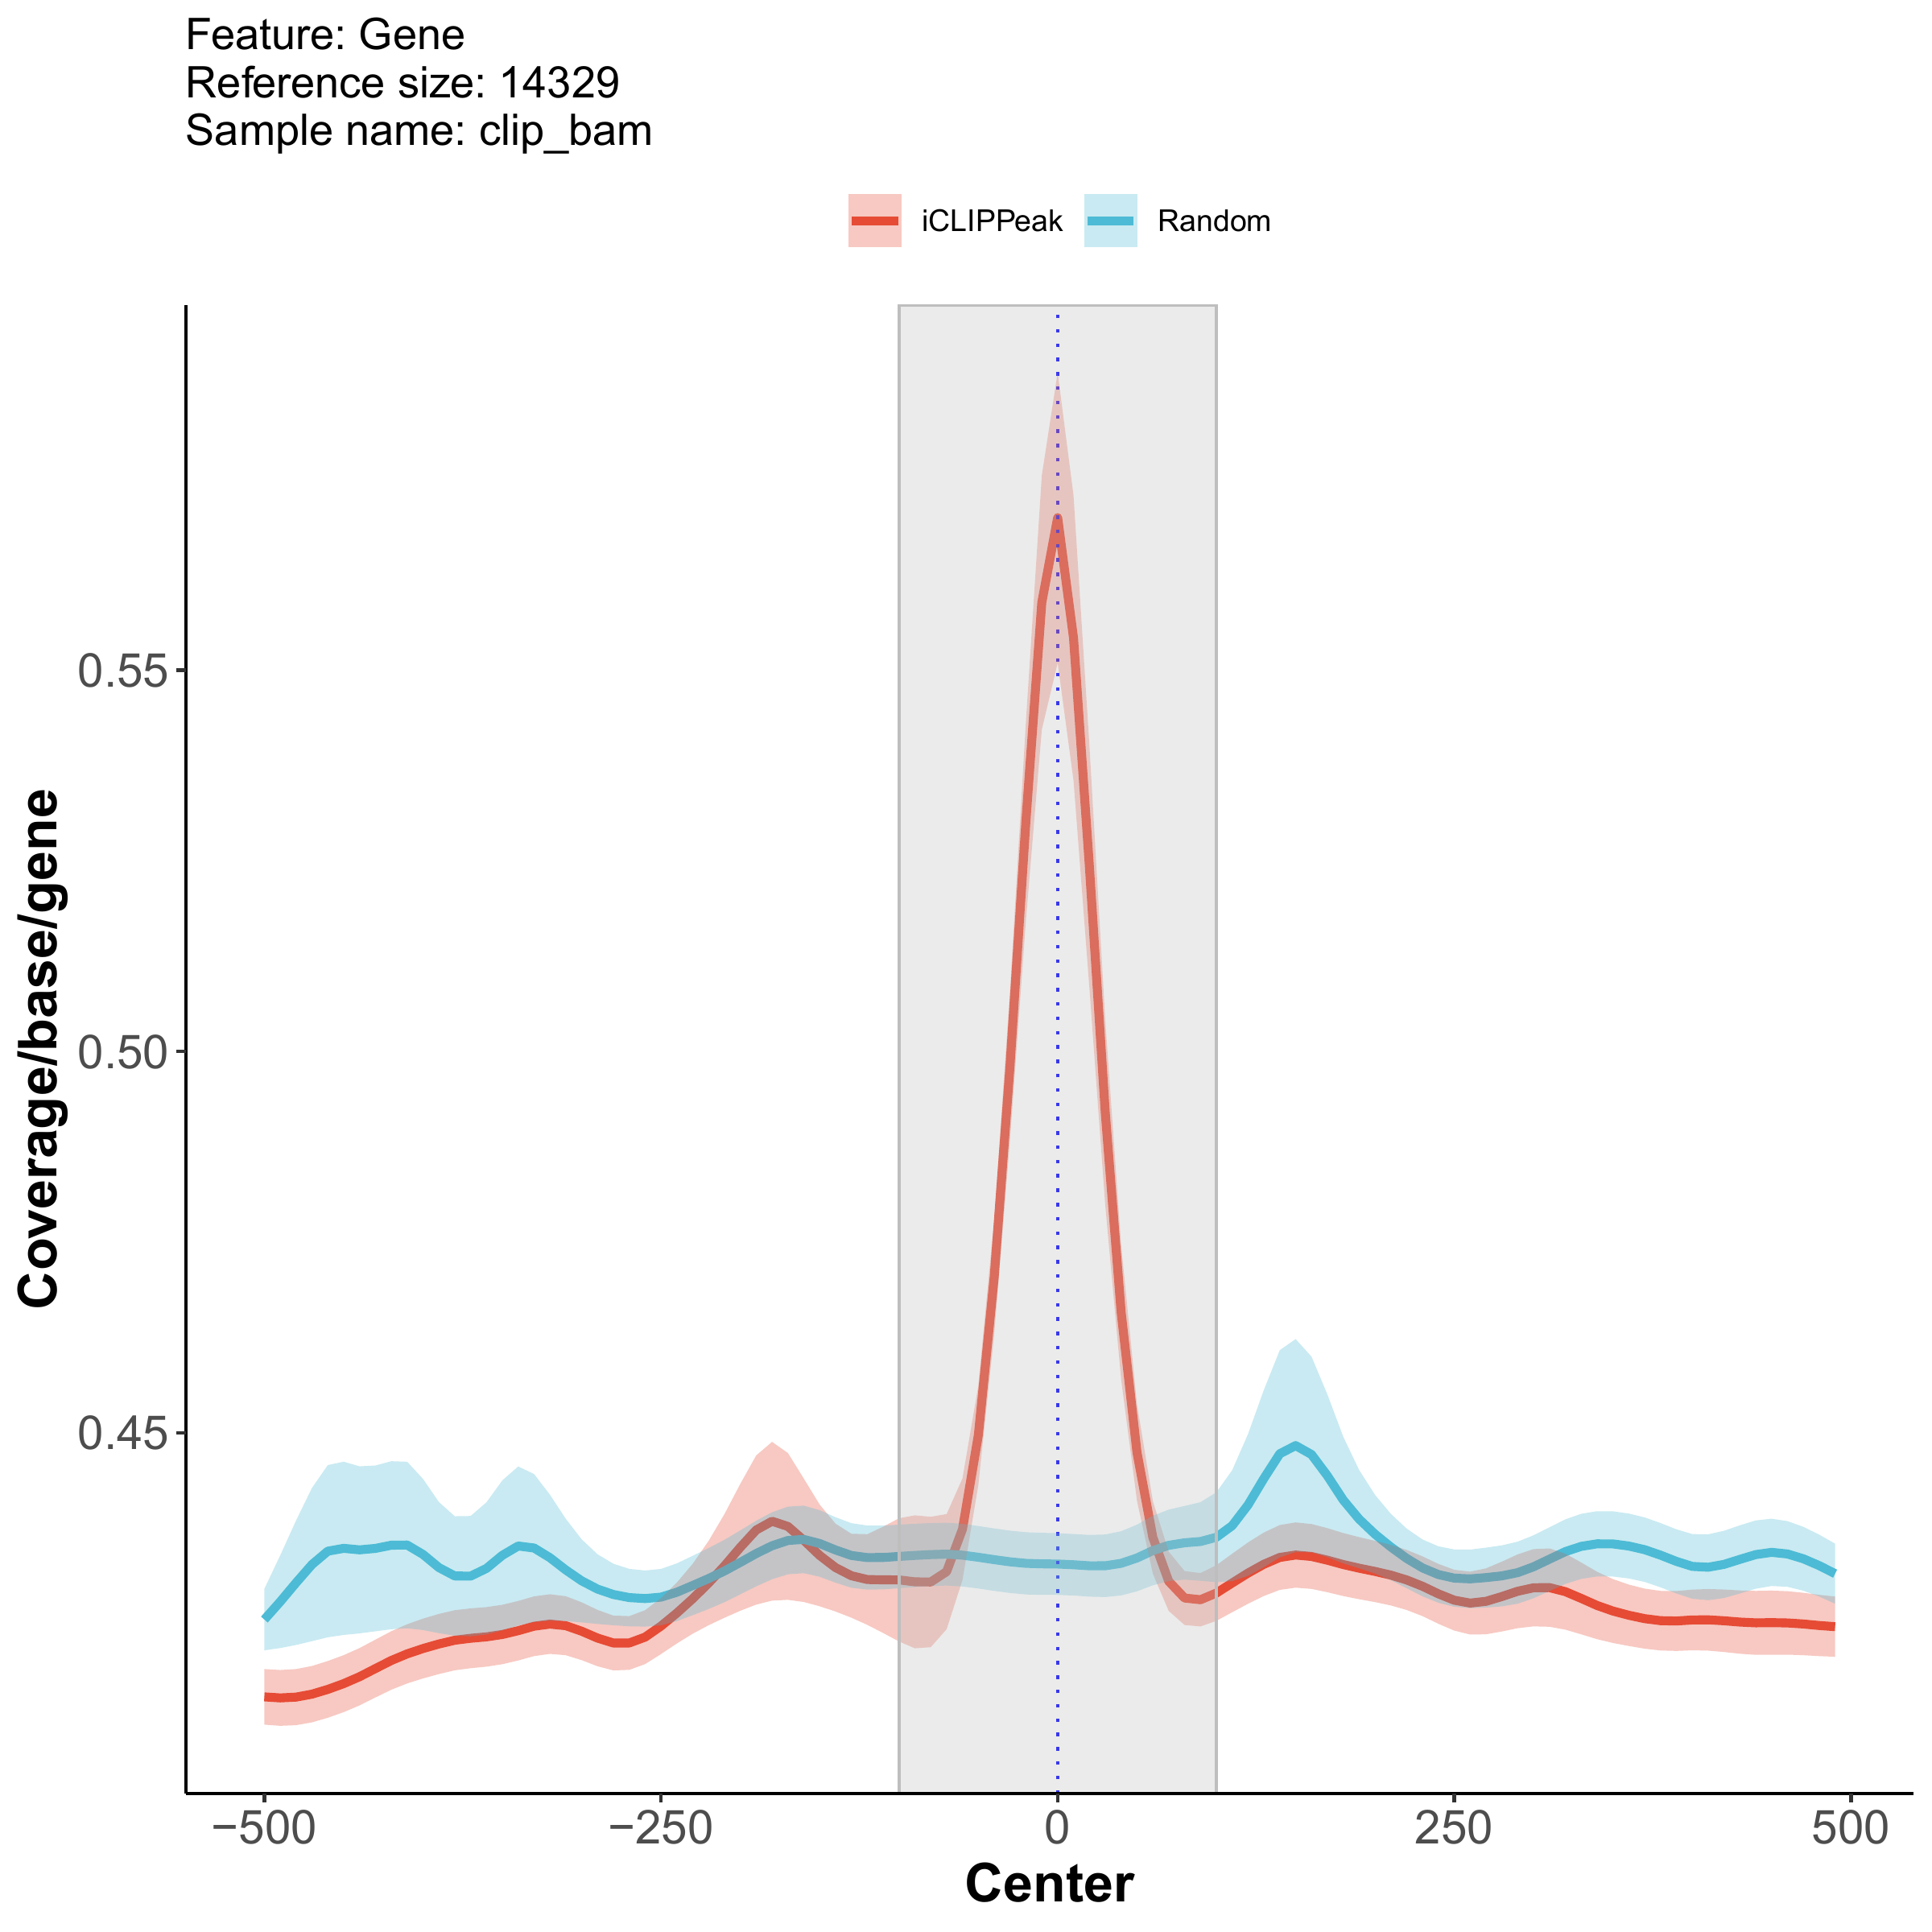 Feature: Gene
Reference size: 14329
Sample name: clip_bam
iCLIPPeak Random
Coverage/base/gene
0.55
0.50
0.45
−500 −250 0 250 500
Center